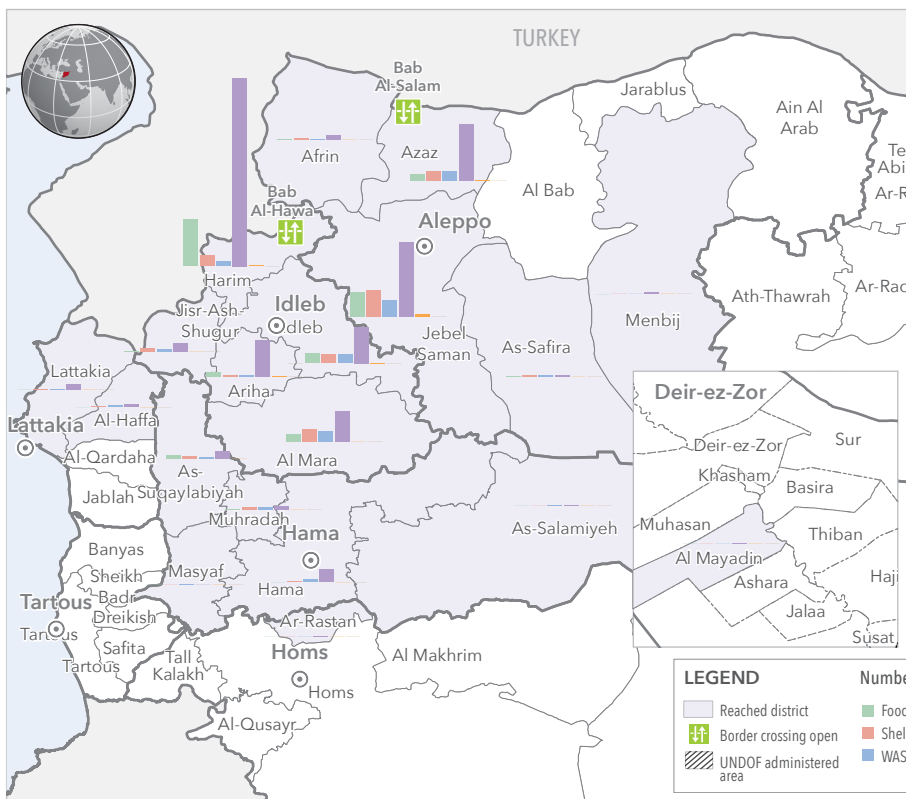 TURKEY
Bab
Al-Salam
Jarablus
Ain Al
Arab
Afrin
Azaz
Al Bab
Bab
Al-Hawa
Aleppo
Harim
Jisr-Ash-
Shugur
Idleb
Ath-Thawrah
Menbij
Jebel
Saman
As-Safira
Ariha
Lattakia
Al-Haffa
Lattakia
Al-Qardaha
Al Mara
As-
Suqaylabiyah
Jablah
Muhradah
Hama
As-Salamiyeh
Banyas
Masyaf
Hama
Sheikh
Badr
Dreikish
Tartous
Safita
Tartous
Tall
Kalakh
Ar-Rastan
Homs
Homs
Al Makhrim
Al-Qusayr
Deir-ez-Zor
Deir-ez-Zor
Sur
Khasham
Basira
Muhasan
Thiban
Al Mayadin
Ashara
Jalaa
Susat
LEGEND
Reached district
Border crossing open
UNDOF administered
area